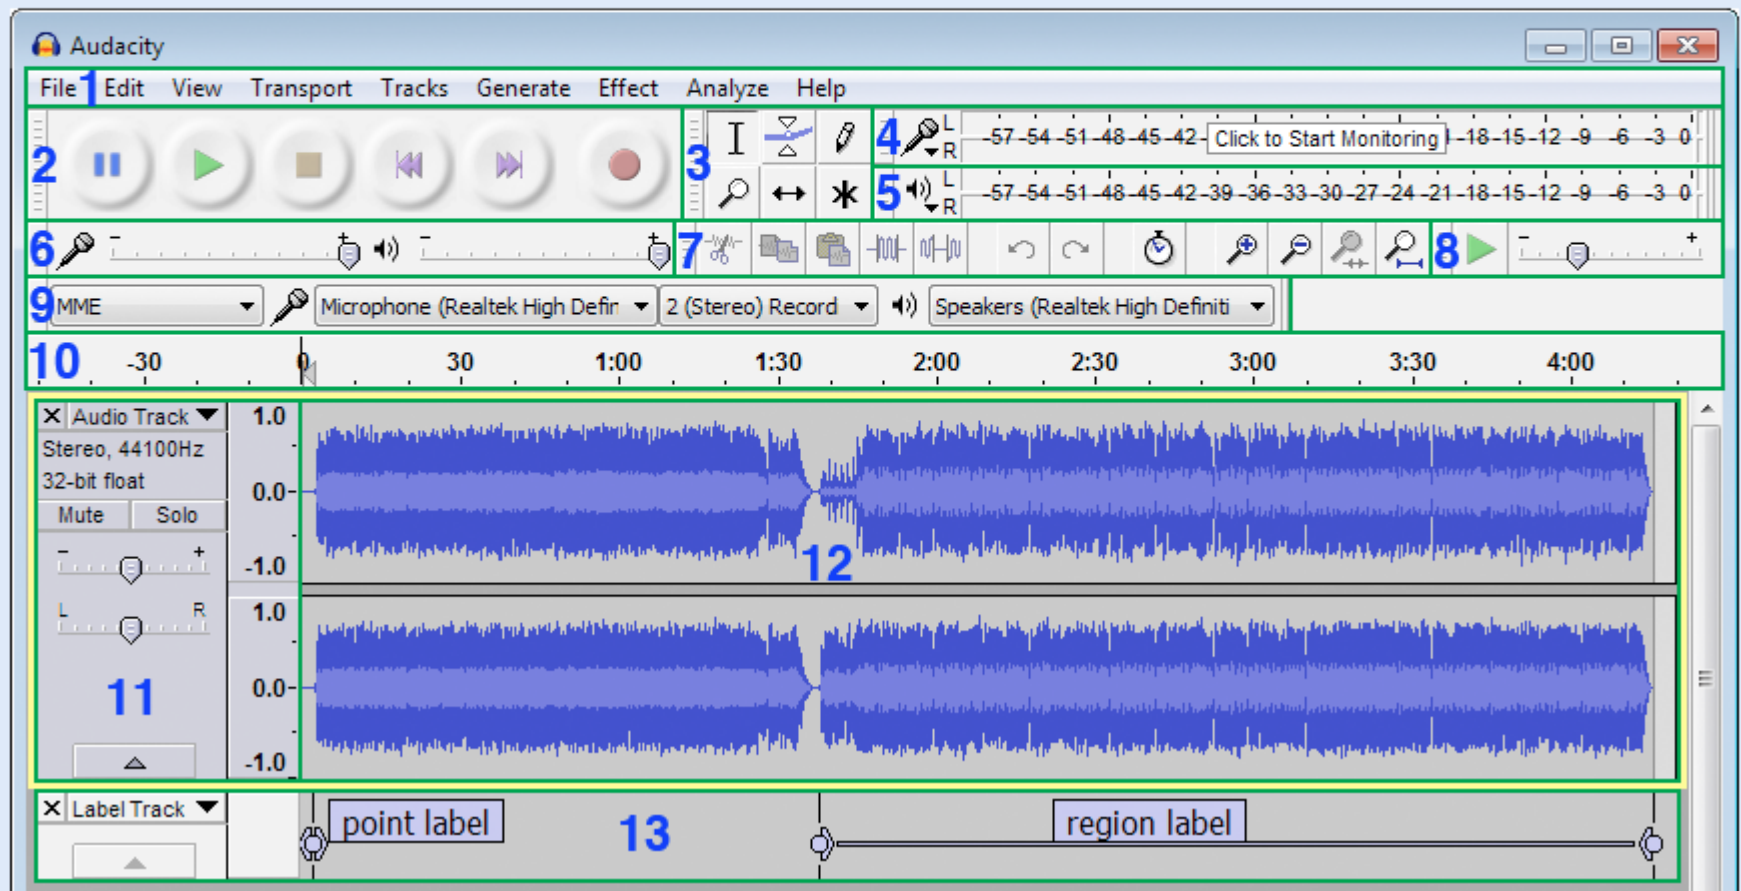 Audacity
1 File Edit View Transport Tracks Generate Effect Analyze Help
2
3
4 L R -57 -54 -51 -48 -45 -42 - Click to Start Monitoring -18 -15 -12 -9 -6 -3 0
5 L R -57 -54 -51 -48 -45 -42 -39 -36 -33 -30 -27 -24 -21 -18 -15 -12 -9 -6 -3 0
6 - + - +
7
8 - +
9 MME Microphone (Realtek High Defin 2 (Stereo) Record Speakers (Realtek High Definiti
10 -30 0 30 1:00 1:30 2:00 2:30 3:00 3:30 4:00
X Audio Track 1.0
Stereo, 44100Hz
32-bit float
0.0-
Mute Solo
- +
-1.0
12
L R
1.0
0.0-
11
-1.0
X Label Track
point label 13 region label